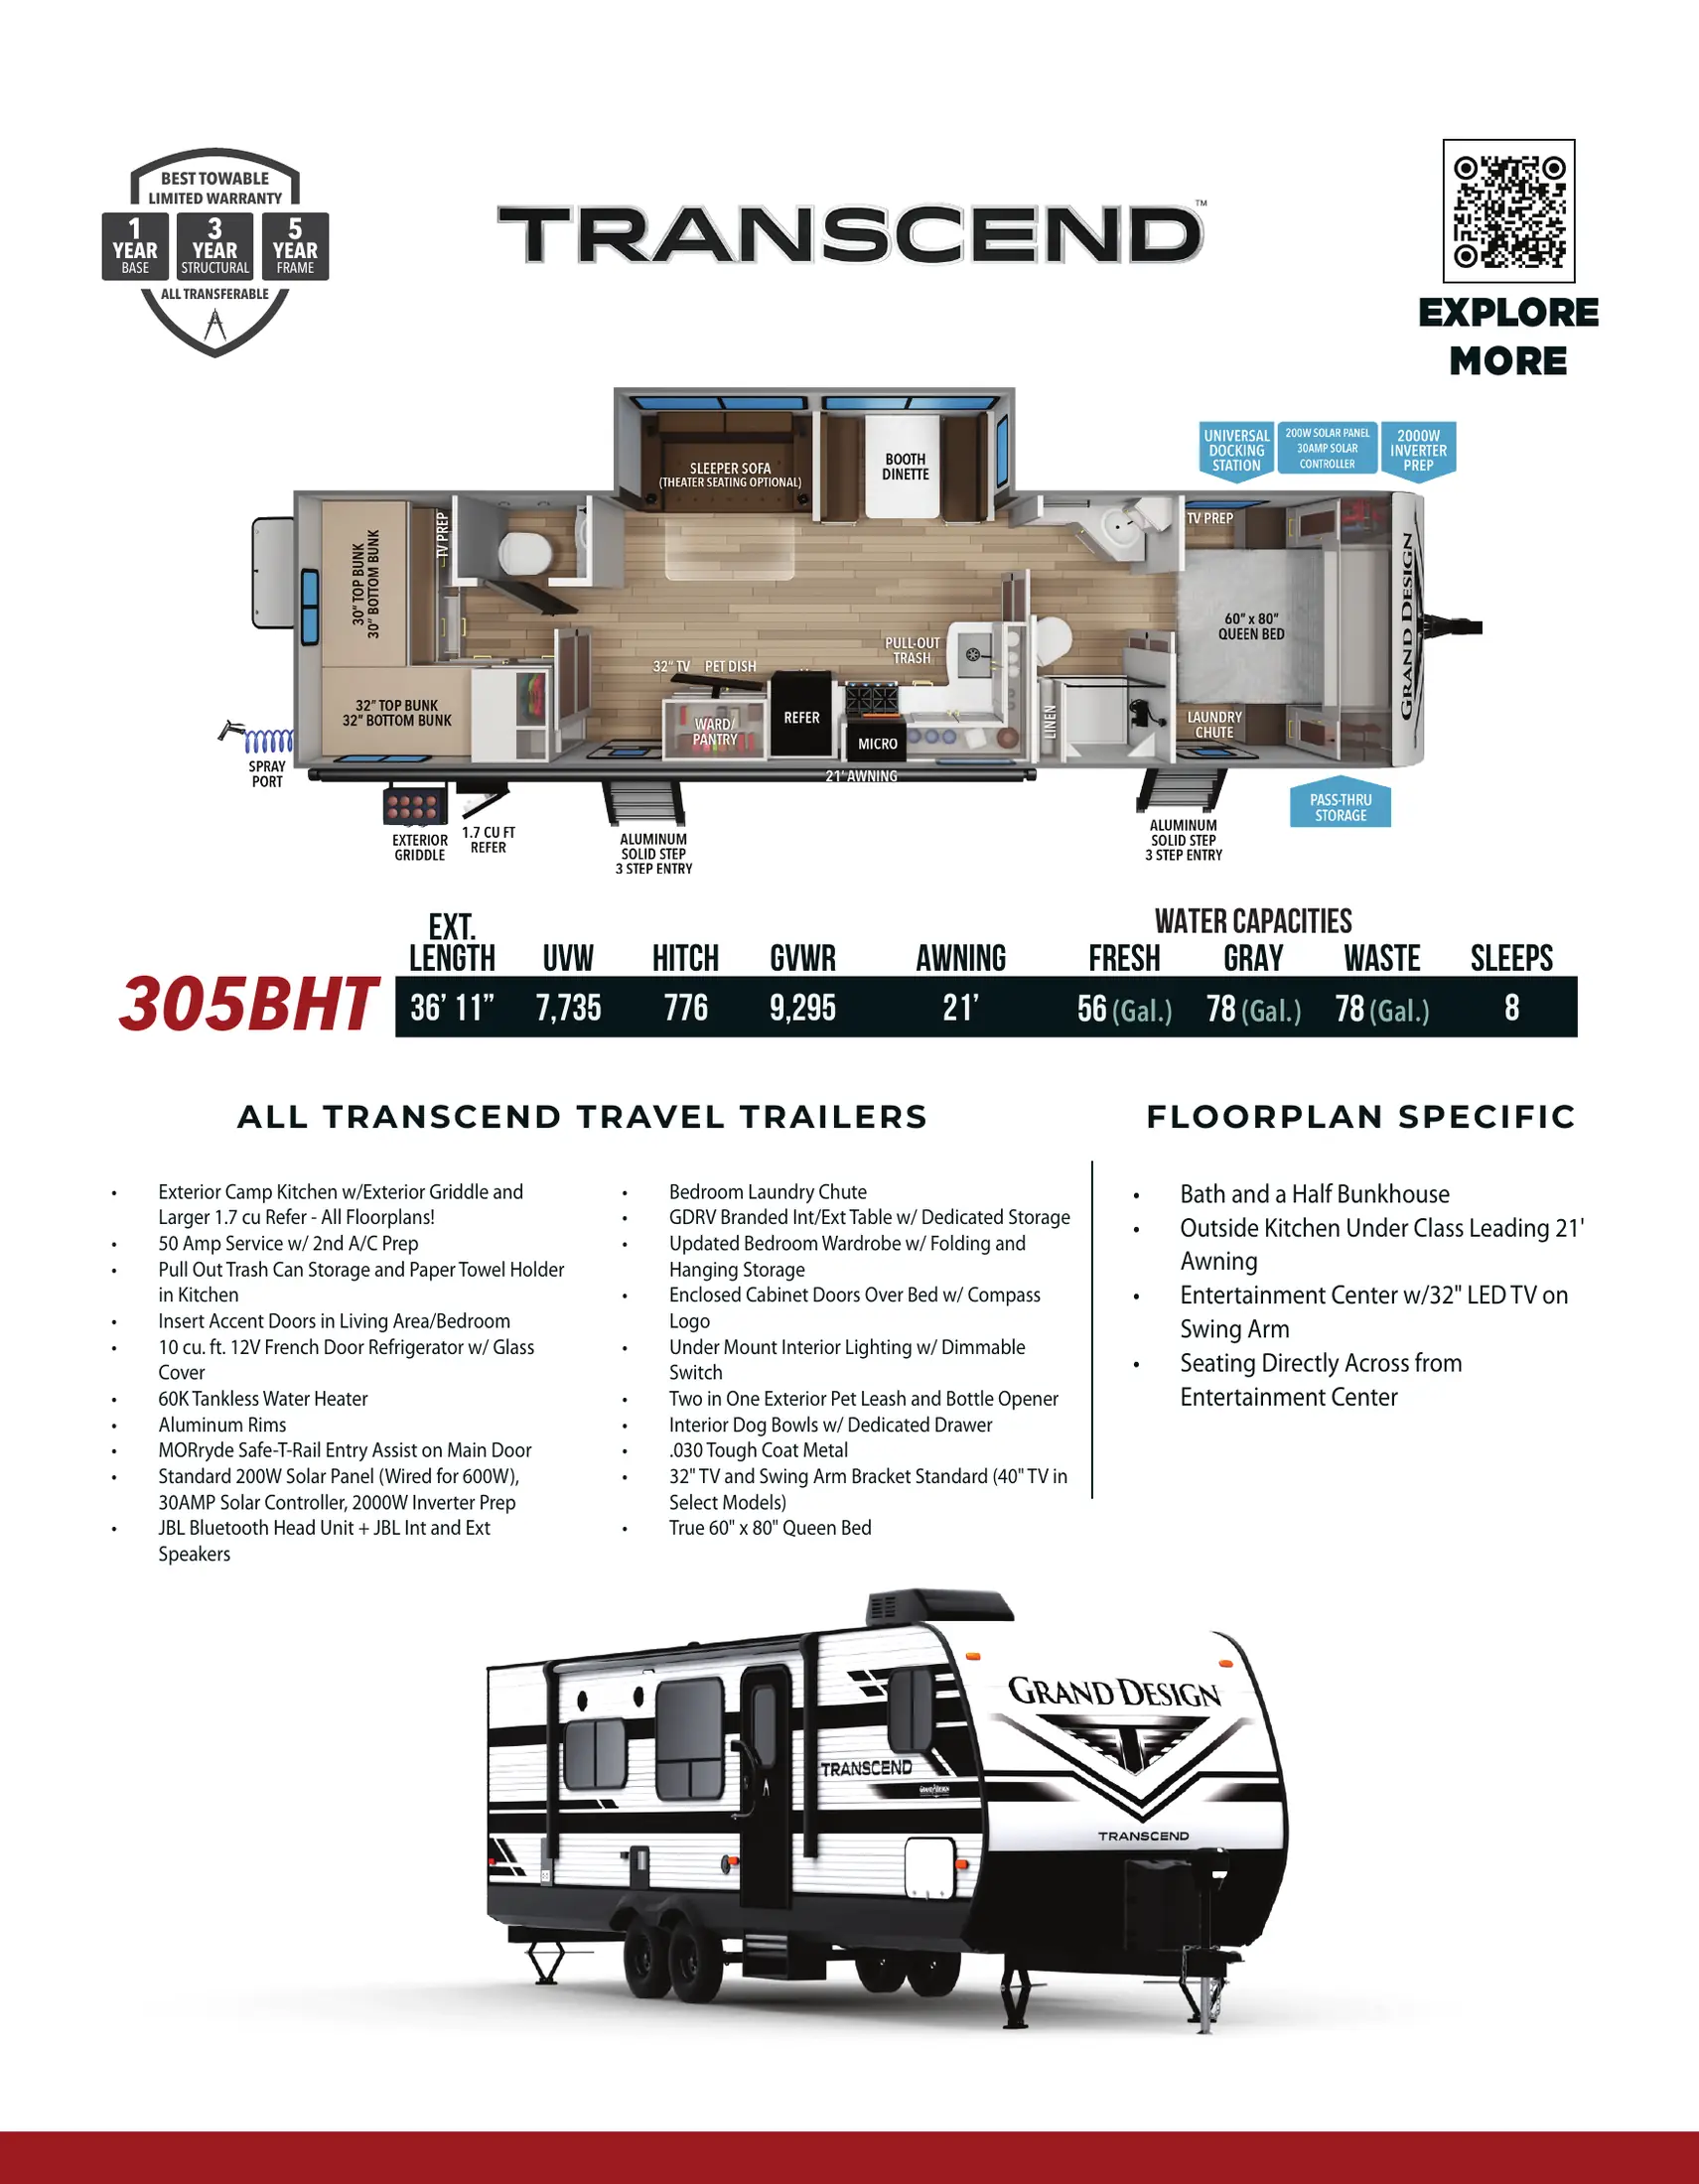 BEST TOWABLE
LIMITED WARRANTY
1 YEAR BASE
3 YEAR STRUCTURAL
5 YEAR FRAME
ALL TRANSFERABLE
TRANSCEND™
EXPLORE
MORE
UNIVERSAL
DOCKING
STATION
200W SOLAR PANEL
30AMP SOLAR
CONTROLLER
2000W
INVERTER
PREP
SLEEPER SOFA
(THEATER SEATING OPTIONAL)
BOOTH
DINETTE
TV PREP
30" TOP BUNK
30" BOTTOM BUNK
TV PREP
60" x 80"
QUEEN BED
GRAND DESIGN
PULL-OUT
TRASH
32" TV
PET DISH
32" TOP BUNK
32" BOTTOM BUNK
WARD/
PANTRY
REFER
MICRO
LINEN
LAUNDRY
CHUTE
SPRAY
PORT
21' AWNING
EXTERIOR
GRIDDLE
1.7 CU FT
REFER
ALUMINUM
SOLID STEP
3 STEP ENTRY
ALUMINUM
SOLID STEP
3 STEP ENTRY
PASS-THRU
STORAGE
WATER CAPACITIES
EXT.
LENGTH UVW HITCH GVWR AWNING FRESH GRAY WASTE SLEEPS
305BHT 36' 11" 7,735 776 9,295 21' 56 (Gal.) 78 (Gal.) 78 (Gal.) 8
ALL TRANSCEND TRAVEL TRAILERS
• Exterior Camp Kitchen w/Exterior Griddle and
Larger 1.7 cu Refer - All Floorplans!
• 50 Amp Service w/ 2nd A/C Prep
• Pull Out Trash Can Storage and Paper Towel Holder
in Kitchen
• Insert Accent Doors in Living Area/Bedroom
• 10 cu. ft. 12V French Door Refrigerator w/ Glass
Cover
• 60K Tankless Water Heater
• Aluminum Rims
• MORryde Safe-T-Rail Entry Assist on Main Door
• Standard 200W Solar Panel (Wired for 600W),
30AMP Solar Controller, 2000W Inverter Prep
• JBL Bluetooth Head Unit + JBL Int and Ext
Speakers
• Bedroom Laundry Chute
• GDRV Branded Int/Ext Table w/ Dedicated Storage
• Updated Bedroom Wardrobe w/ Folding and
Hanging Storage
• Enclosed Cabinet Doors Over Bed w/ Compass
Logo
• Under Mount Interior Lighting w/ Dimmable
Switch
• Two in One Exterior Pet Leash and Bottle Opener
• Interior Dog Bowls w/ Dedicated Drawer
• .030 Tough Coat Metal
• 32" TV and Swing Arm Bracket Standard (40" TV in
Select Models)
• True 60" x 80" Queen Bed
FLOORPLAN SPECIFIC
• Bath and a Half Bunkhouse
• Outside Kitchen Under Class Leading 21'
Awning
• Entertainment Center w/32" LED TV on
Swing Arm
• Seating Directly Across from
Entertainment Center
GRAND DESIGN
TRANSCEND
GRAND DESIGN
TRANSCEND